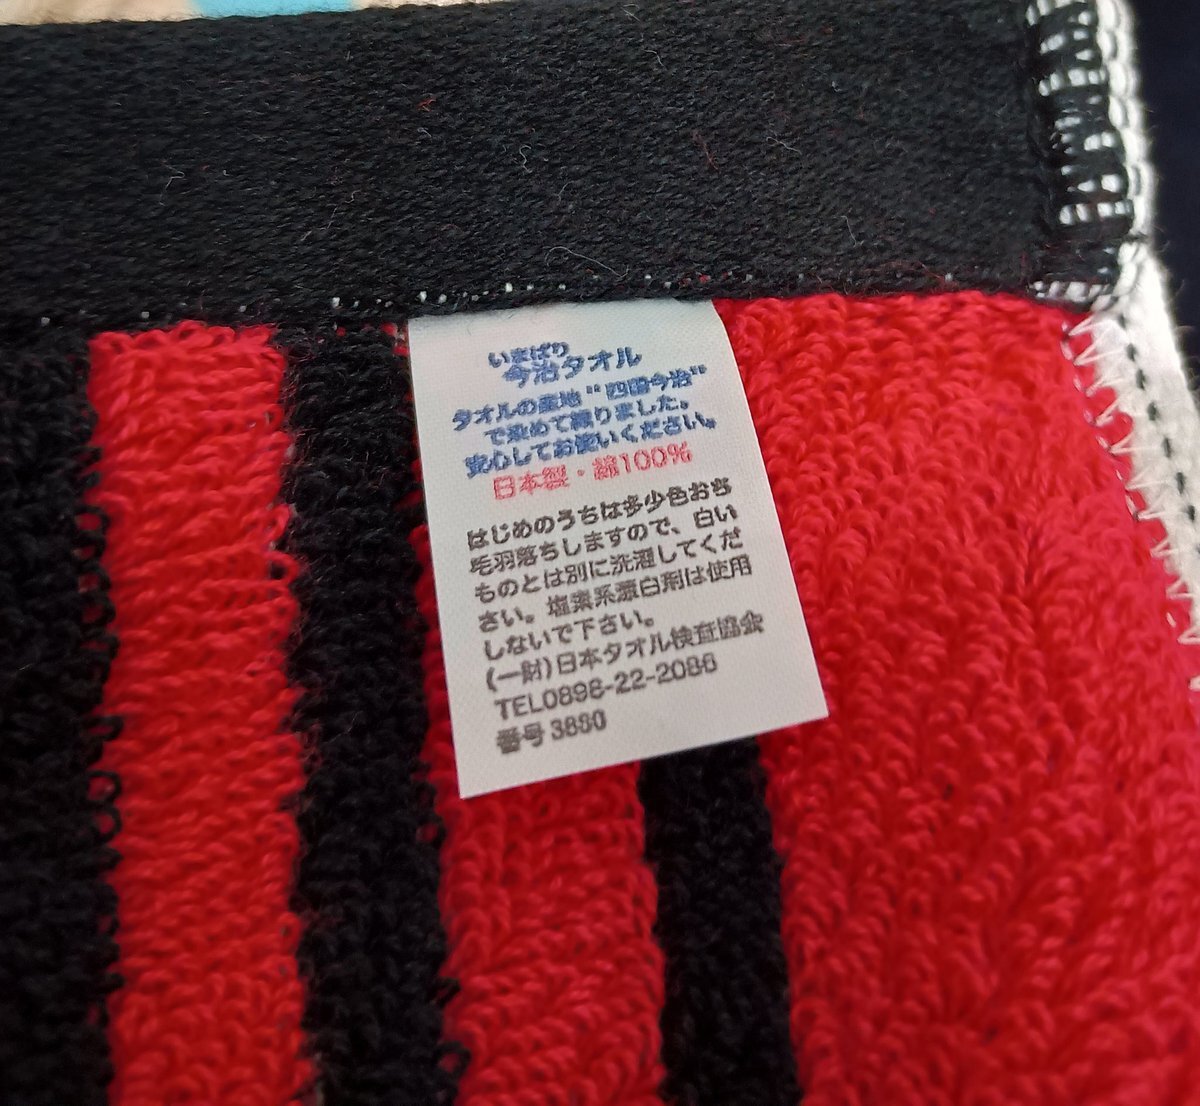 いまばり
今治タオル
タオルの産地"四国今治"
で染めて織りました。
安心してお使いください。
日本製・綿100%
はじめのうちは多少色おち
毛羽落ちしますので、白い
ものとは別に洗濯してくだ
さい。塩素系漂白剤は使用
しないで下さい。
(一財)日本タオル検査協会
TEL0898-22-2086
番号3880